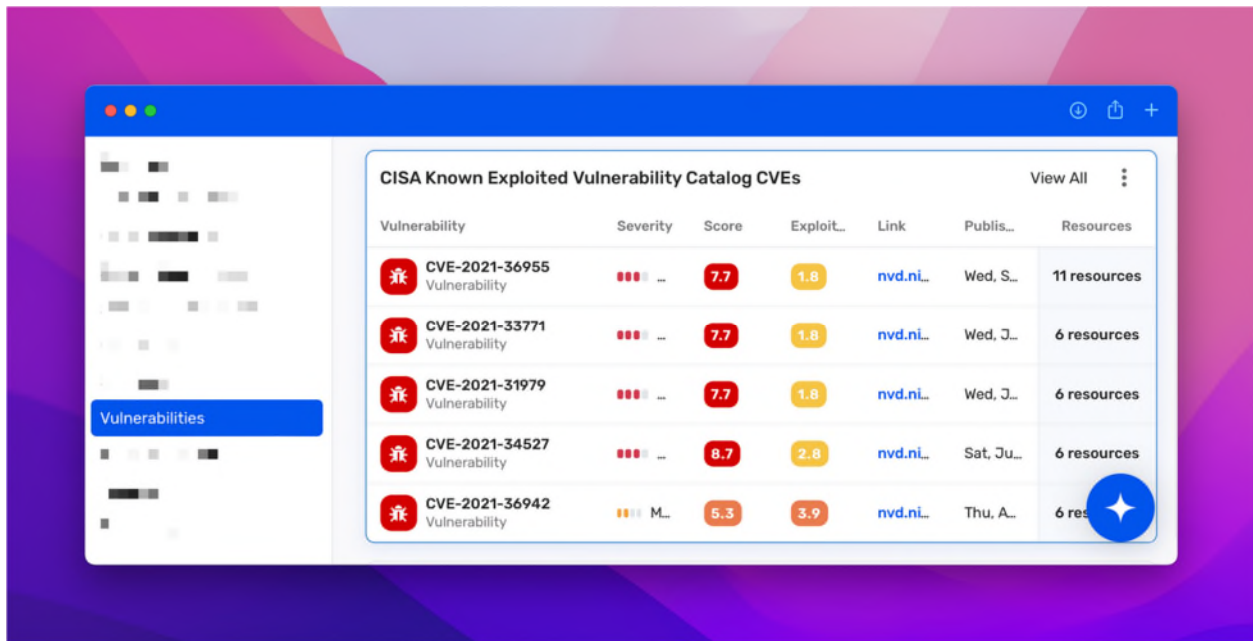 CISA Known Exploited Vulnerability Catalog CVEs View All
Vulnerability Severity Score Exploit... Link Publis... Resources
CVE-2021-36955 ... 7.7 1.8 nvd.ni... Wed, S... 11 resources
Vulnerability
CVE-2021-33771 ... 7.7 1.8 nvd.ni... Wed, J... 6 resources
Vulnerability
CVE-2021-31979 ... 7.7 1.8 nvd.ni... Wed, J... 6 resources
Vulnerability
Vulnerabilities
CVE-2021-34527 ... 8.7 2.8 nvd.ni... Sat, Ju... 6 resources
Vulnerability
CVE-2021-36942 M... 5.3 3.9 nvd.ni... Thu, A... 6 res
Vulnerability